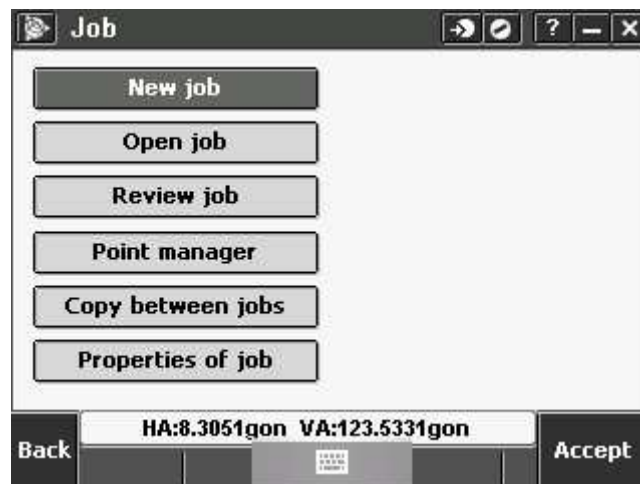 Job
?
New job
Open job
Review job
Point manager
Copy between jobs
Properties of job
HA:8.3051gon VA:123.5331gon
Back
Accept